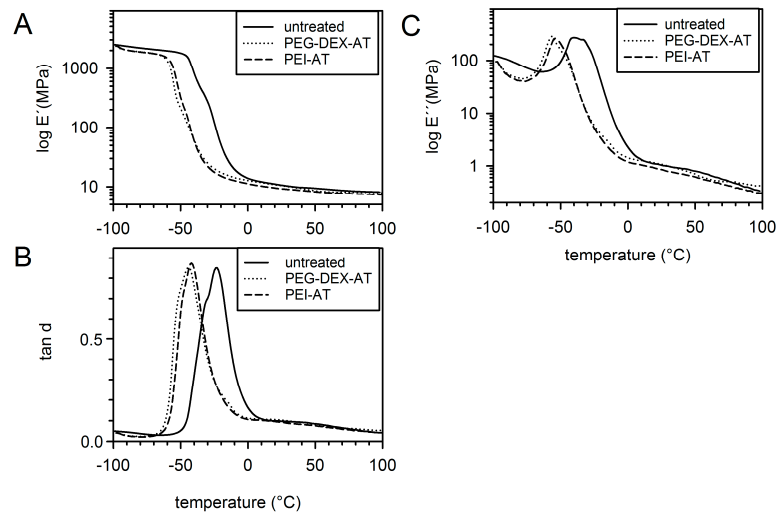 A
log E´(MPa)
1000
100
10
-100 -50 0 50 100
untreated
PEG-DEX-AT
PEI-AT
B
tan d
0.5
0.0
-100 -50 0 50 100
temperature (°C)
untreated
PEG-DEX-AT
PEI-AT
C
log E´´(MPa)
100
10
1
-100 -50 0 50 100
temperature (°C)
untreated
PEG-DEX-AT
PEI-AT